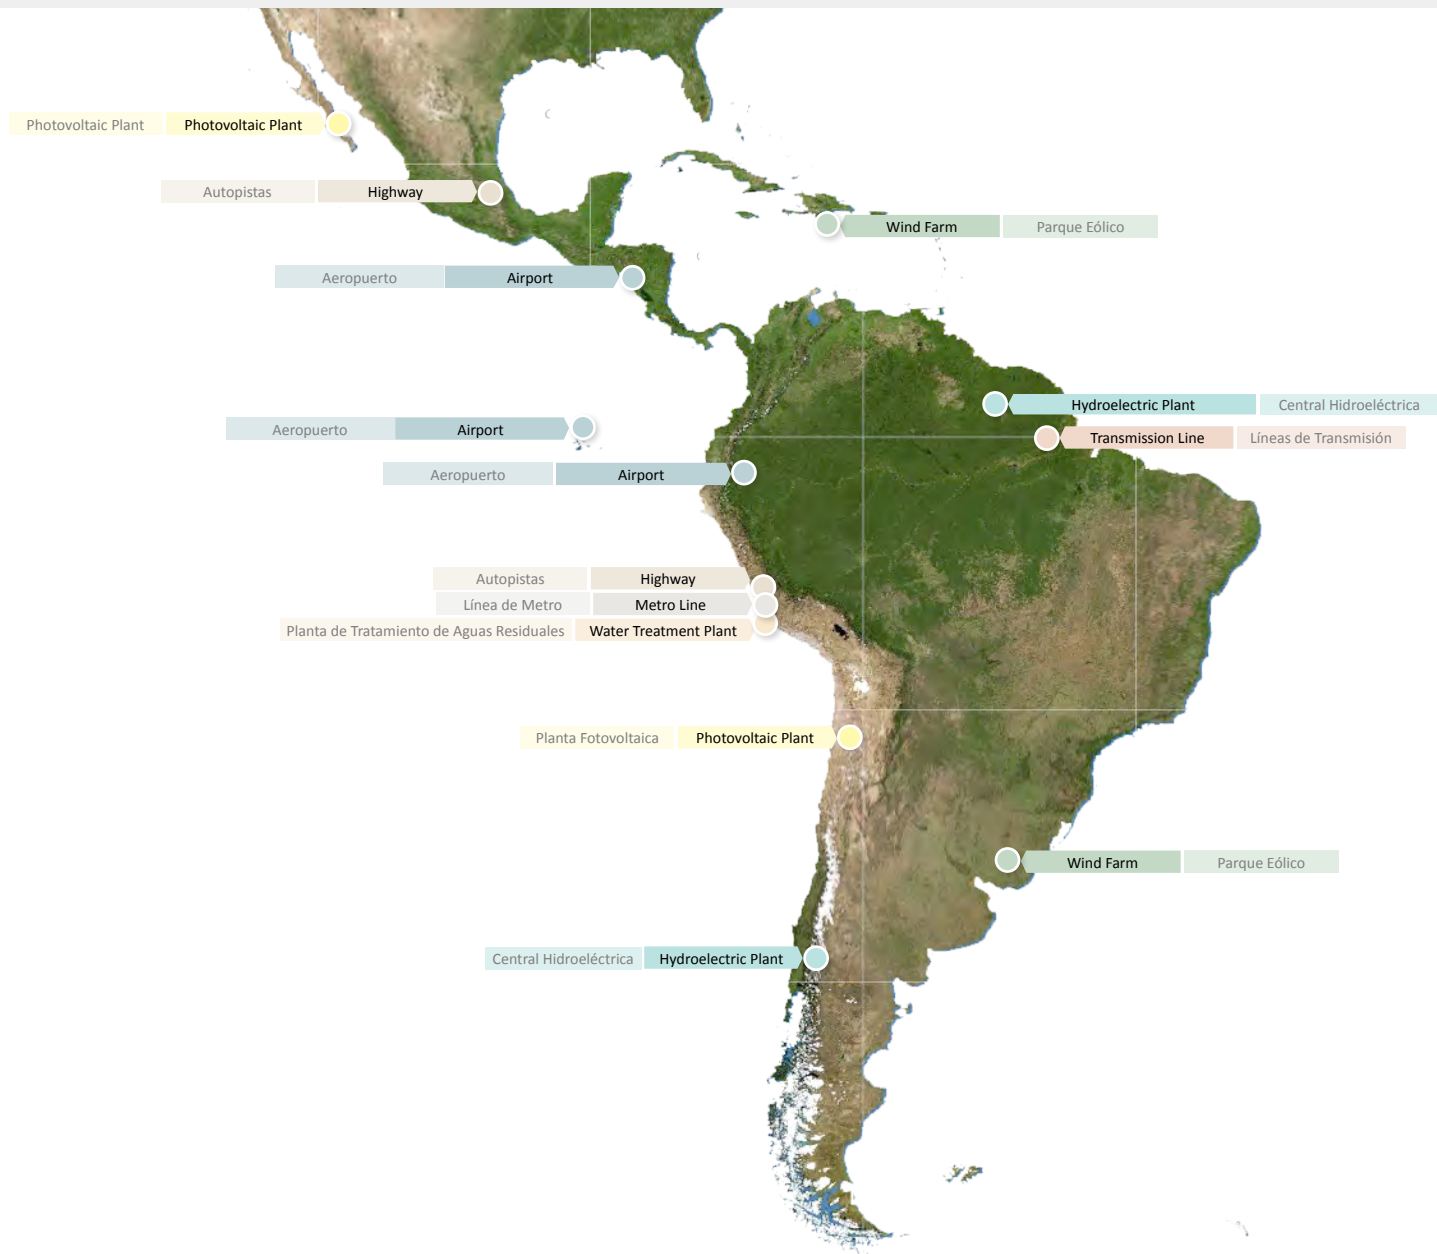 Photovoltaic Plant Photovoltaic Plant
Autopistas Highway
Wind Farm Parque Eólico
Aeropuerto Airport
Hydroelectric Plant Central Hidroeléctrica
Aeropuerto Airport
Transmission Line Líneas de Transmisión
Aeropuerto Airport
Autopistas Highway
Línea de Metro Metro Line
Planta de Tratamiento de Aguas Residuales Water Treatment Plant
Planta Fotovoltaica Photovoltaic Plant
Wind Farm Parque Eólico
Central Hidroeléctrica Hydroelectric Plant